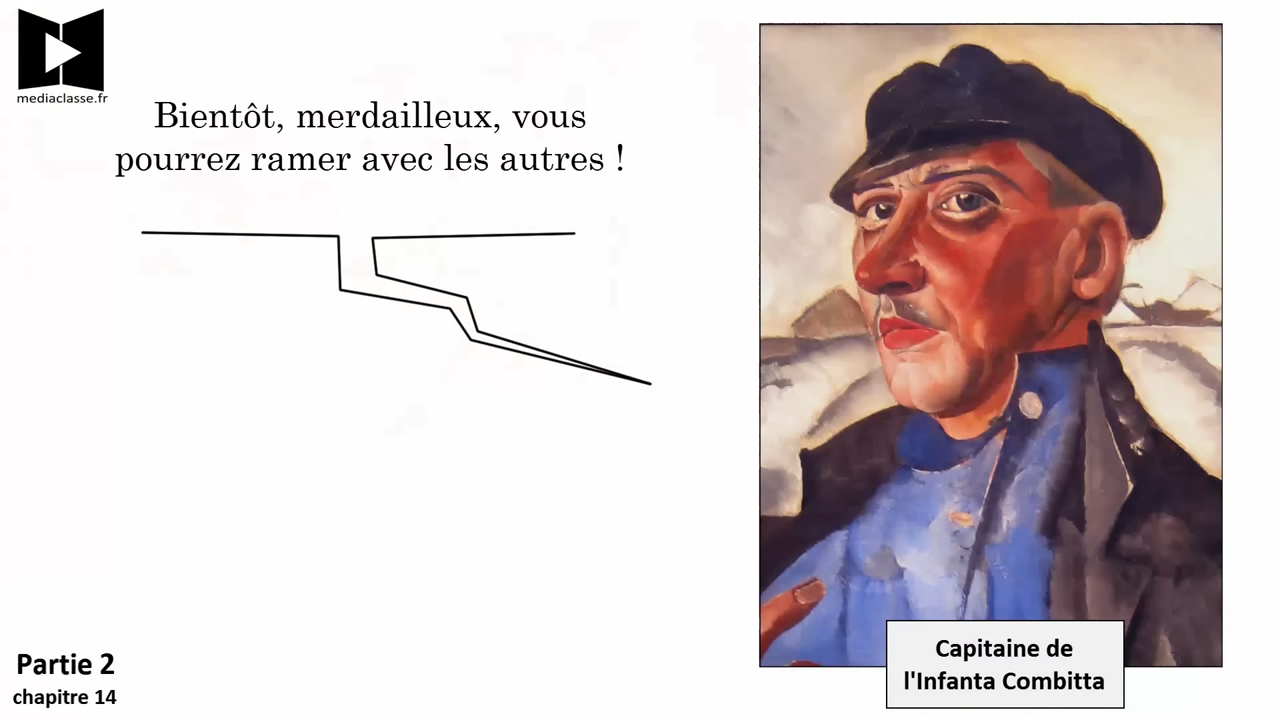 mediaclasse.fr
Bientôt, merdailleux, vous
pourrez ramer avec les autres !
Capitaine de
l'Infanta Combitta
Partie 2
chapitre 14